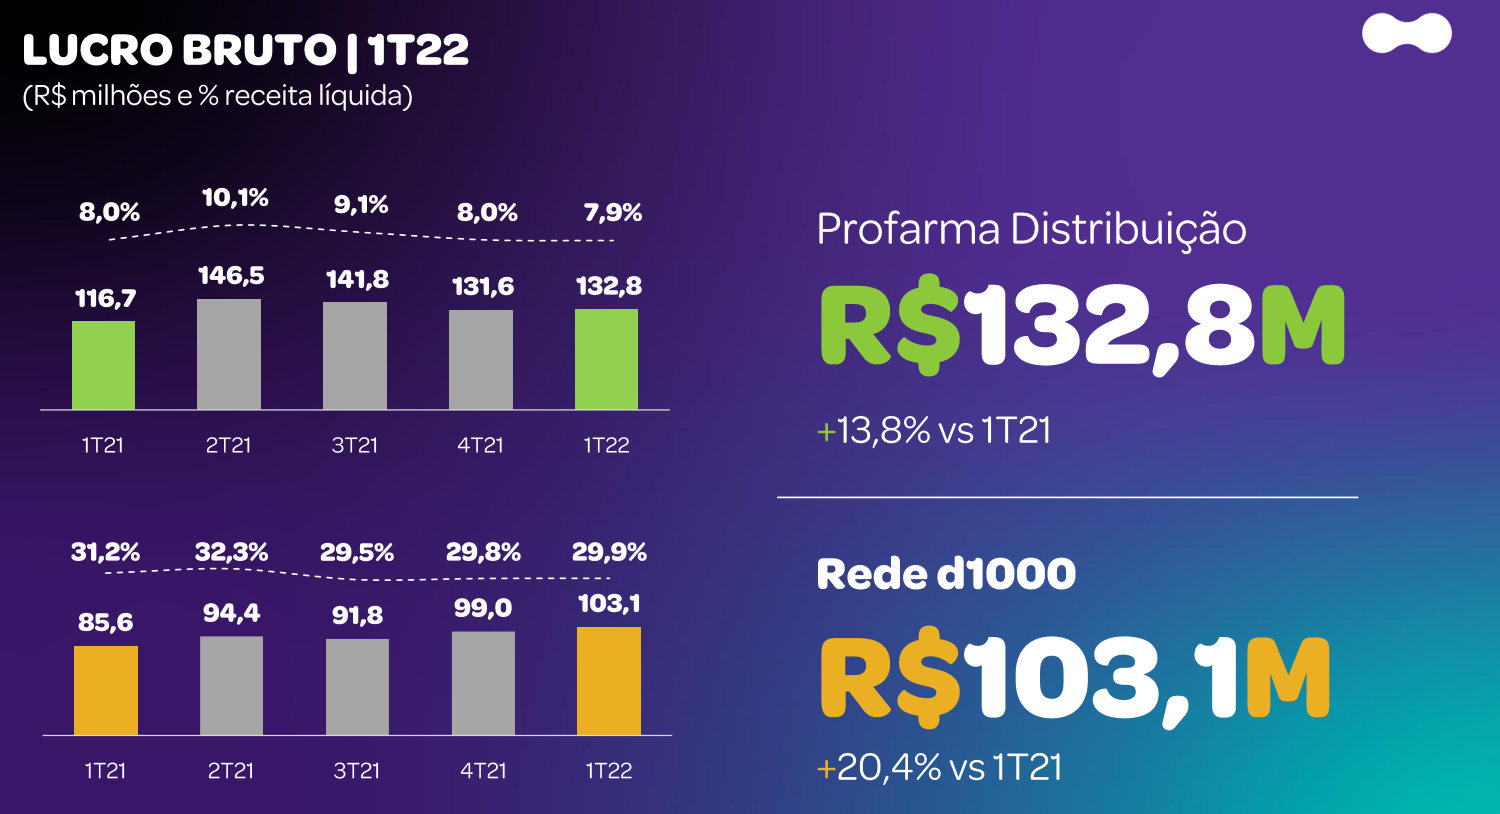 LUCRO BRUTO | 1T22
(R$ milhões e % receita líquida)
8,0% 10,1% 9,1% 8,0% 7,9%
116,7 146,5 141,8 131,6 132,8
1T21 2T21 3T21 4T21 1T22
31,2% 32,3% 29,5% 29,8% 29,9%
85,6 94,4 91,8 99,0 103,1
1T21 2T21 3T21 4T21 1T22
Profarma Distribuição
R$132,8M
+13,8% vs 1T21
Rede d1000
R$103,1M
+20,4% vs 1T21